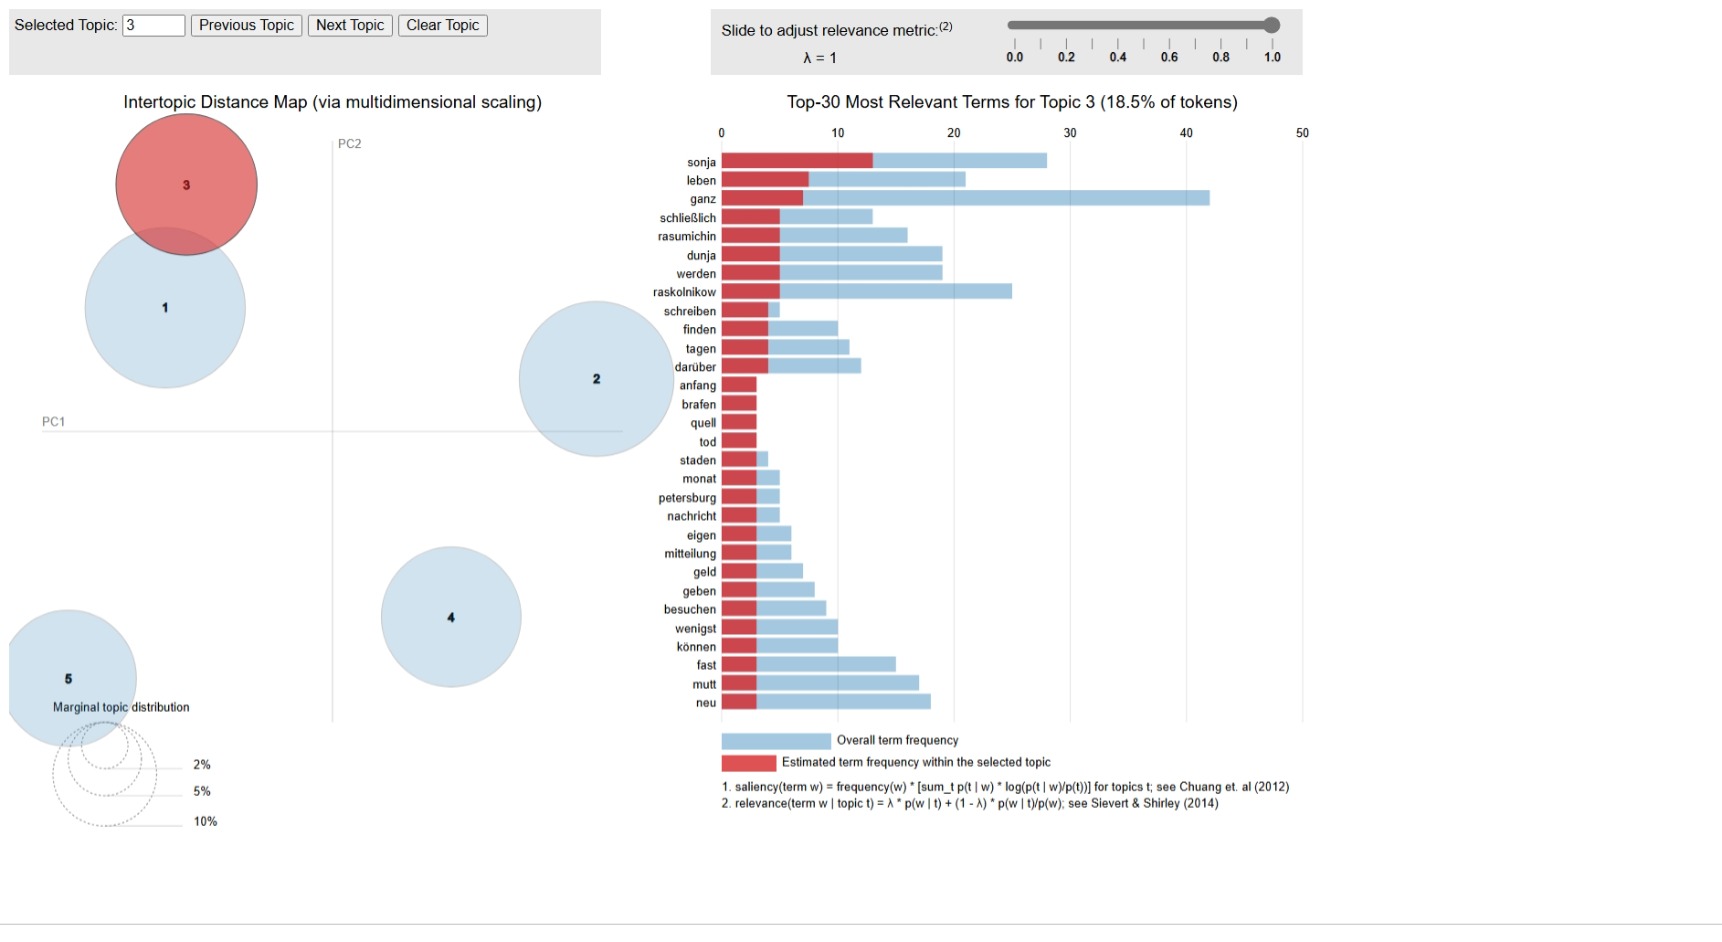 Selected Topic: 3 Previous Topic Next Topic Clear Topic
Slide to adjust relevance metric:(2)
λ = 1
0.0 0.2 0.4 0.6 0.8 1.0
Intertopic Distance Map (via multidimensional scaling)
PC2
PC1
3
1
2
4
5
Marginal topic distribution
2%
5%
10%
Top-30 Most Relevant Terms for Topic 3 (18.5% of tokens)
0 10 20 30 40 50
sonja
leben
ganz
schließlich
rasumichin
dunja
werden
raskolnikow
schreiben
finden
tagen
darüber
anfang
brafen
quell
tod
staden
monat
petersburg
nachricht
eigen
mitteilung
geld
geben
besuchen
wenigst
können
fast
mutt
neu
Overall term frequency
Estimated term frequency within the selected topic
1. saliency(term w) = frequency(w) * [sum_t p(t | w) * log(p(t | w)/p(t))] for topics t; see Chuang et. al (2012)
2. relevance(term w | topic t) = λ * p(w | t) + (1 - λ) * p(w | t)/p(w); see Sievert & Shirley (2014)